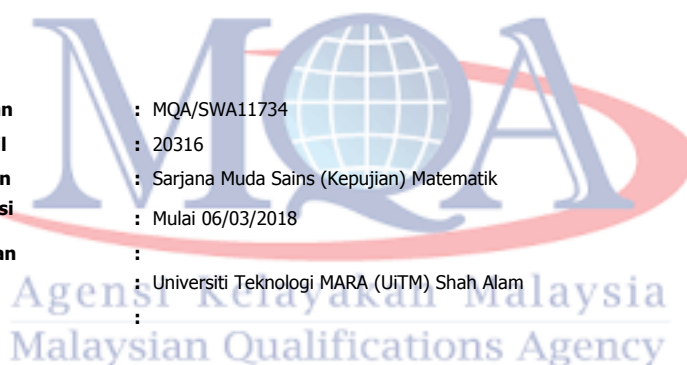 MQA
an : MQA/SWA11734
l : 20316
n : Sarjana Muda Sains (Kepujian) Matematik
si
: Mulai 06/03/2018
an :
: Universiti Teknologi MARA (UiTM) Shah Alam
:
Agensi Kelayakan Malaysia
Malaysian Qualifications Agency